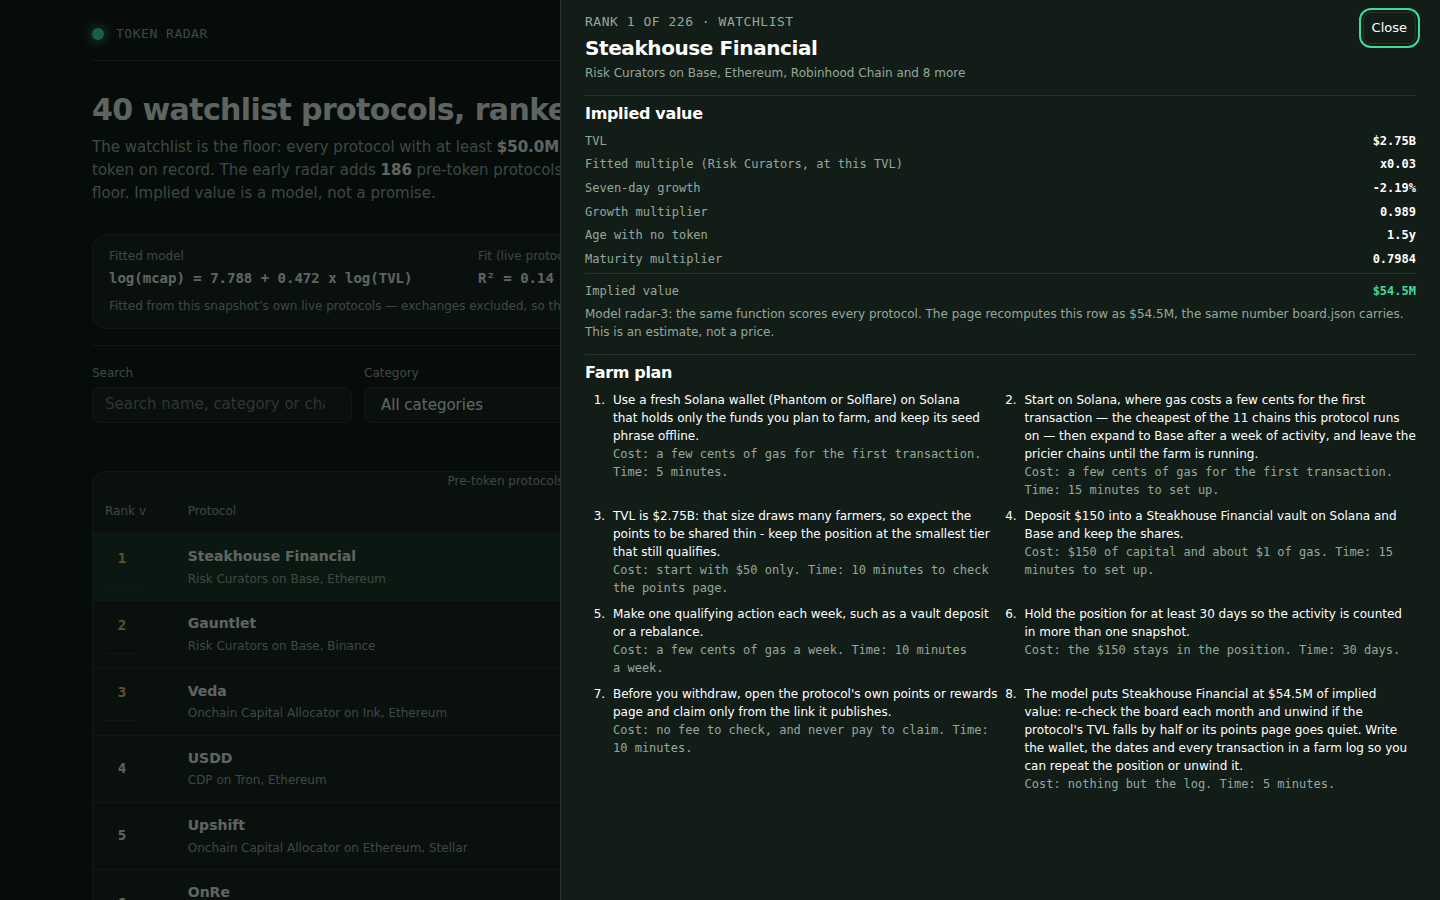 TOKEN RADAR
40 watchlist protocols, ranke
The watchlist is the floor: every protocol with at least $50.0M
token on record. The early radar adds 186 pre-token protocols
floor. Implied value is a model, not a promise.
Fitted model
log(mcap) = 7.788 + 0.472 x log(TVL)
Fit (live protoc
R² = 0.14
Fitted from this snapshot's own live protocols — exchanges excluded, so th
Search
Search name, category or cha
Category
All categories
Pre-token protocols
Rank v
Protocol
1
Steakhouse Financial
Risk Curators on Base, Ethereum
2
Gauntlet
Risk Curators on Base, Binance
3
Veda
Onchain Capital Allocator on Ink, Ethereum
4
USDD
CDP on Tron, Ethereum
5
Upshift
Onchain Capital Allocator on Ethereum, Stellar
OnRe
RANK 1 OF 226 · WATCHLIST
Close
Steakhouse Financial
Risk Curators on Base, Ethereum, Robinhood Chain and 8 more
Implied value
TVL $2.75B
Fitted multiple (Risk Curators, at this TVL) x0.03
Seven-day growth -2.19%
Growth multiplier 0.989
Age with no token 1.5y
Maturity multiplier 0.7984
Implied value $54.5M
Model radar-3: the same function scores every protocol. The page recomputes this row as $54.5M, the same number board.json carries.
This is an estimate, not a price.
Farm plan
1. Use a fresh Solana wallet (Phantom or Solflare) on Solana
that holds only the funds you plan to farm, and keep its seed
phrase offline.
Cost: a few cents of gas for the first transaction.
Time: 5 minutes.
2. Start on Solana, where gas costs a few cents for the first
transaction — the cheapest of the 11 chains this protocol runs
on — then expand to Base after a week of activity, and leave the
pricier chains until the farm is running.
Cost: a few cents of gas for the first transaction.
Time: 15 minutes to set up.
3. TVL is $2.75B: that size draws many farmers, so expect the
points to be shared thin - keep the position at the smallest tier
that still qualifies.
Cost: start with $50 only. Time: 10 minutes to check
the points page.
4. Deposit $150 into a Steakhouse Financial vault on Solana and
Base and keep the shares.
Cost: $150 of capital and about $1 of gas. Time: 15
minutes to set up.
5. Make one qualifying action each week, such as a vault deposit
or a rebalance.
Cost: a few cents of gas a week. Time: 10 minutes
a week.
6. Hold the position for at least 30 days so the activity is counted
in more than one snapshot.
Cost: the $150 stays in the position. Time: 30 days.
7. Before you withdraw, open the protocol's own points or rewards
page and claim only from the link it publishes.
Cost: no fee to check, and never pay to claim. Time:
10 minutes.
8. The model puts Steakhouse Financial at $54.5M of implied
value: re-check the board each month and unwind if the
protocol's TVL falls by half or its points page goes quiet. Write
the wallet, the dates and every transaction in a farm log so you
can repeat the position or unwind it.
Cost: nothing but the log. Time: 5 minutes.